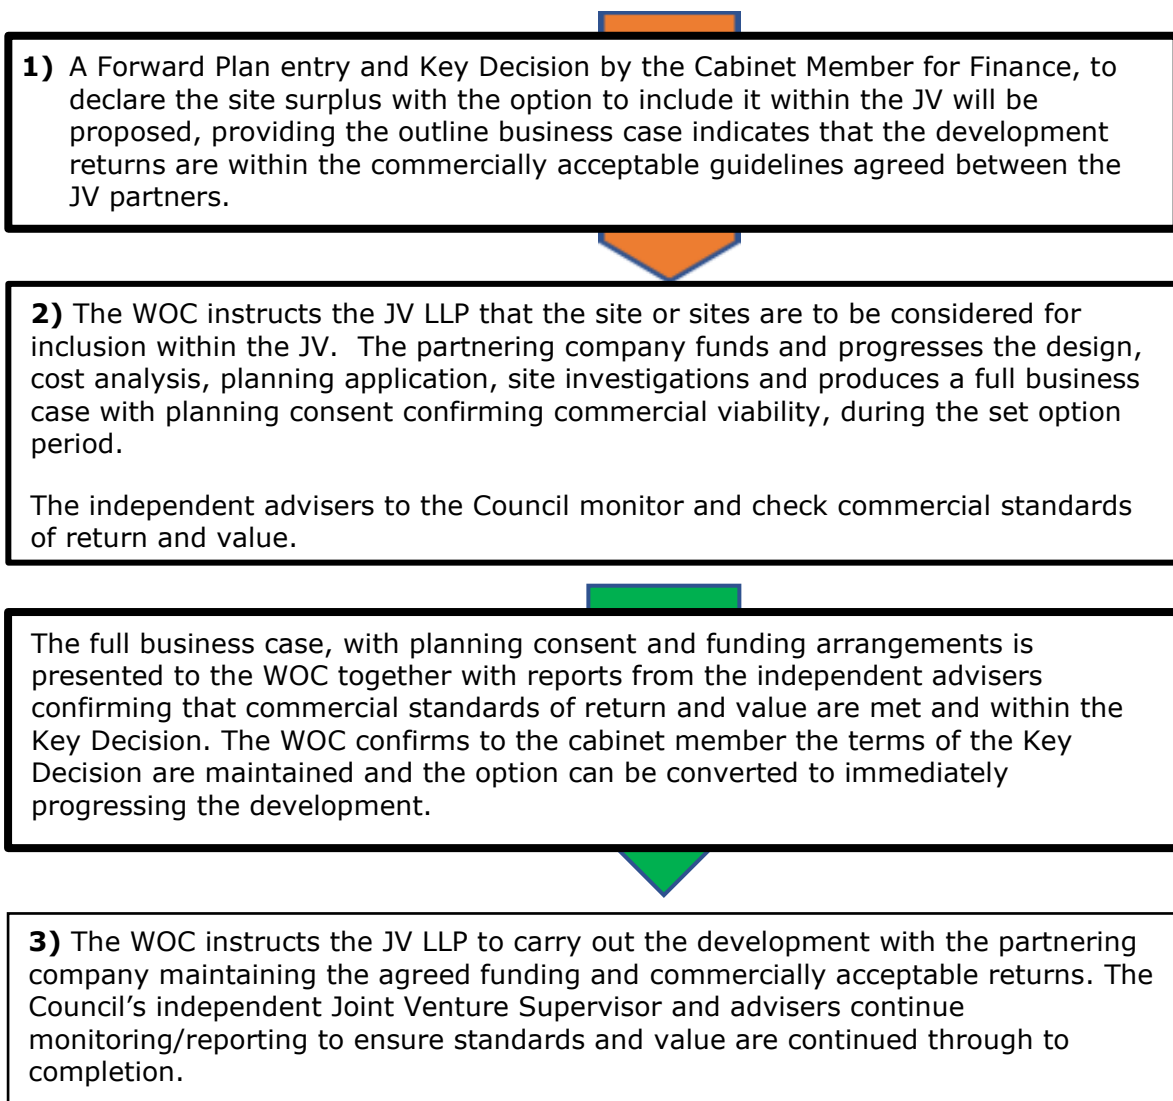 1) A Forward Plan entry and Key Decision by the Cabinet Member for Finance, to
declare the site surplus with the option to include it within the JV will be
proposed, providing the outline business case indicates that the development
returns are within the commercially acceptable guidelines agreed between the
JV partners.
2) The WOC instructs the JV LLP that the site or sites are to be considered for
inclusion within the JV.  The partnering company funds and progresses the design,
cost analysis, planning application, site investigations and produces a full business
case with planning consent confirming commercial viability, during the set option
period.
The independent advisers to the Council monitor and check commercial standards
of return and value.
The full business case, with planning consent and funding arrangements is
presented to the WOC together with reports from the independent advisers
confirming that commercial standards of return and value are met and within the
Key Decision. The WOC confirms to the cabinet member the terms of the Key
Decision are maintained and the option can be converted to immediately
progressing the development.
3) The WOC instructs the JV LLP to carry out the development with the partnering
company maintaining the agreed funding and commercially acceptable returns. The
Council’s independent Joint Venture Supervisor and advisers continue
monitoring/reporting to ensure standards and value are continued through to
completion.